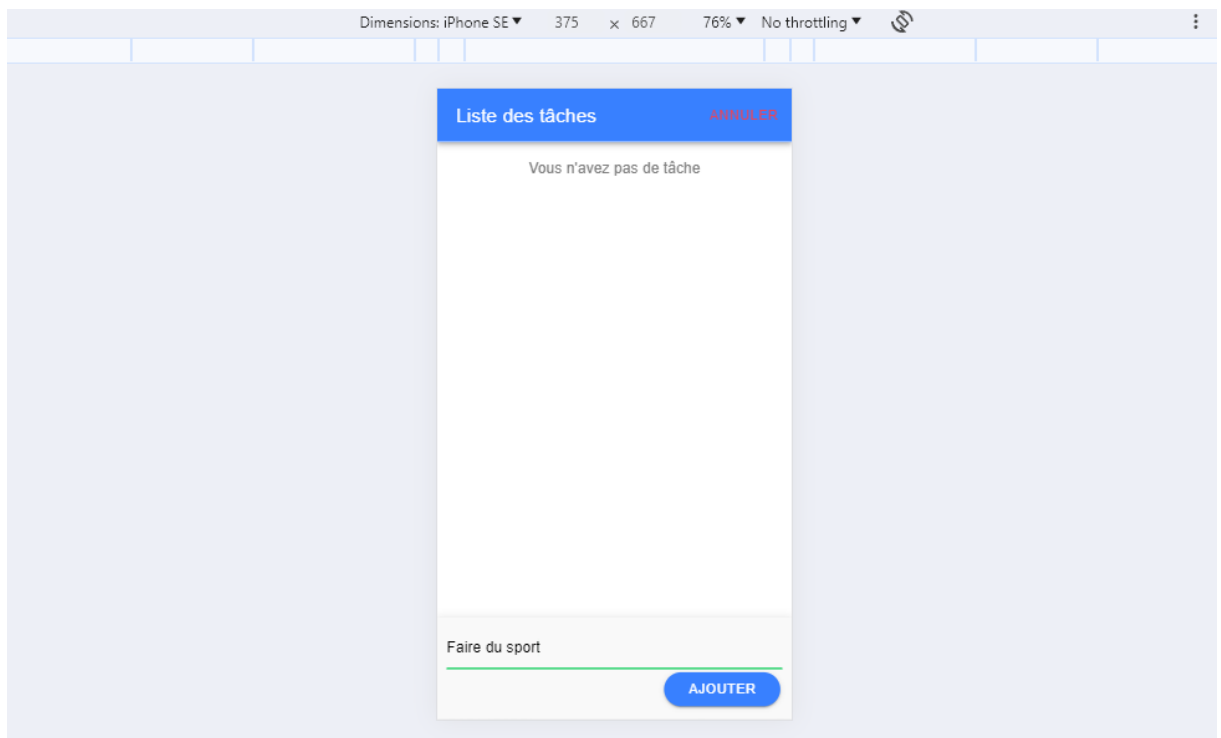 Dimensions: iPhone SE ▼ 375 × 667 76% ▼ No throttling ▼
Liste des tâches ANNULER
Vous n'avez pas de tâche
Faire du sport
AJOUTER